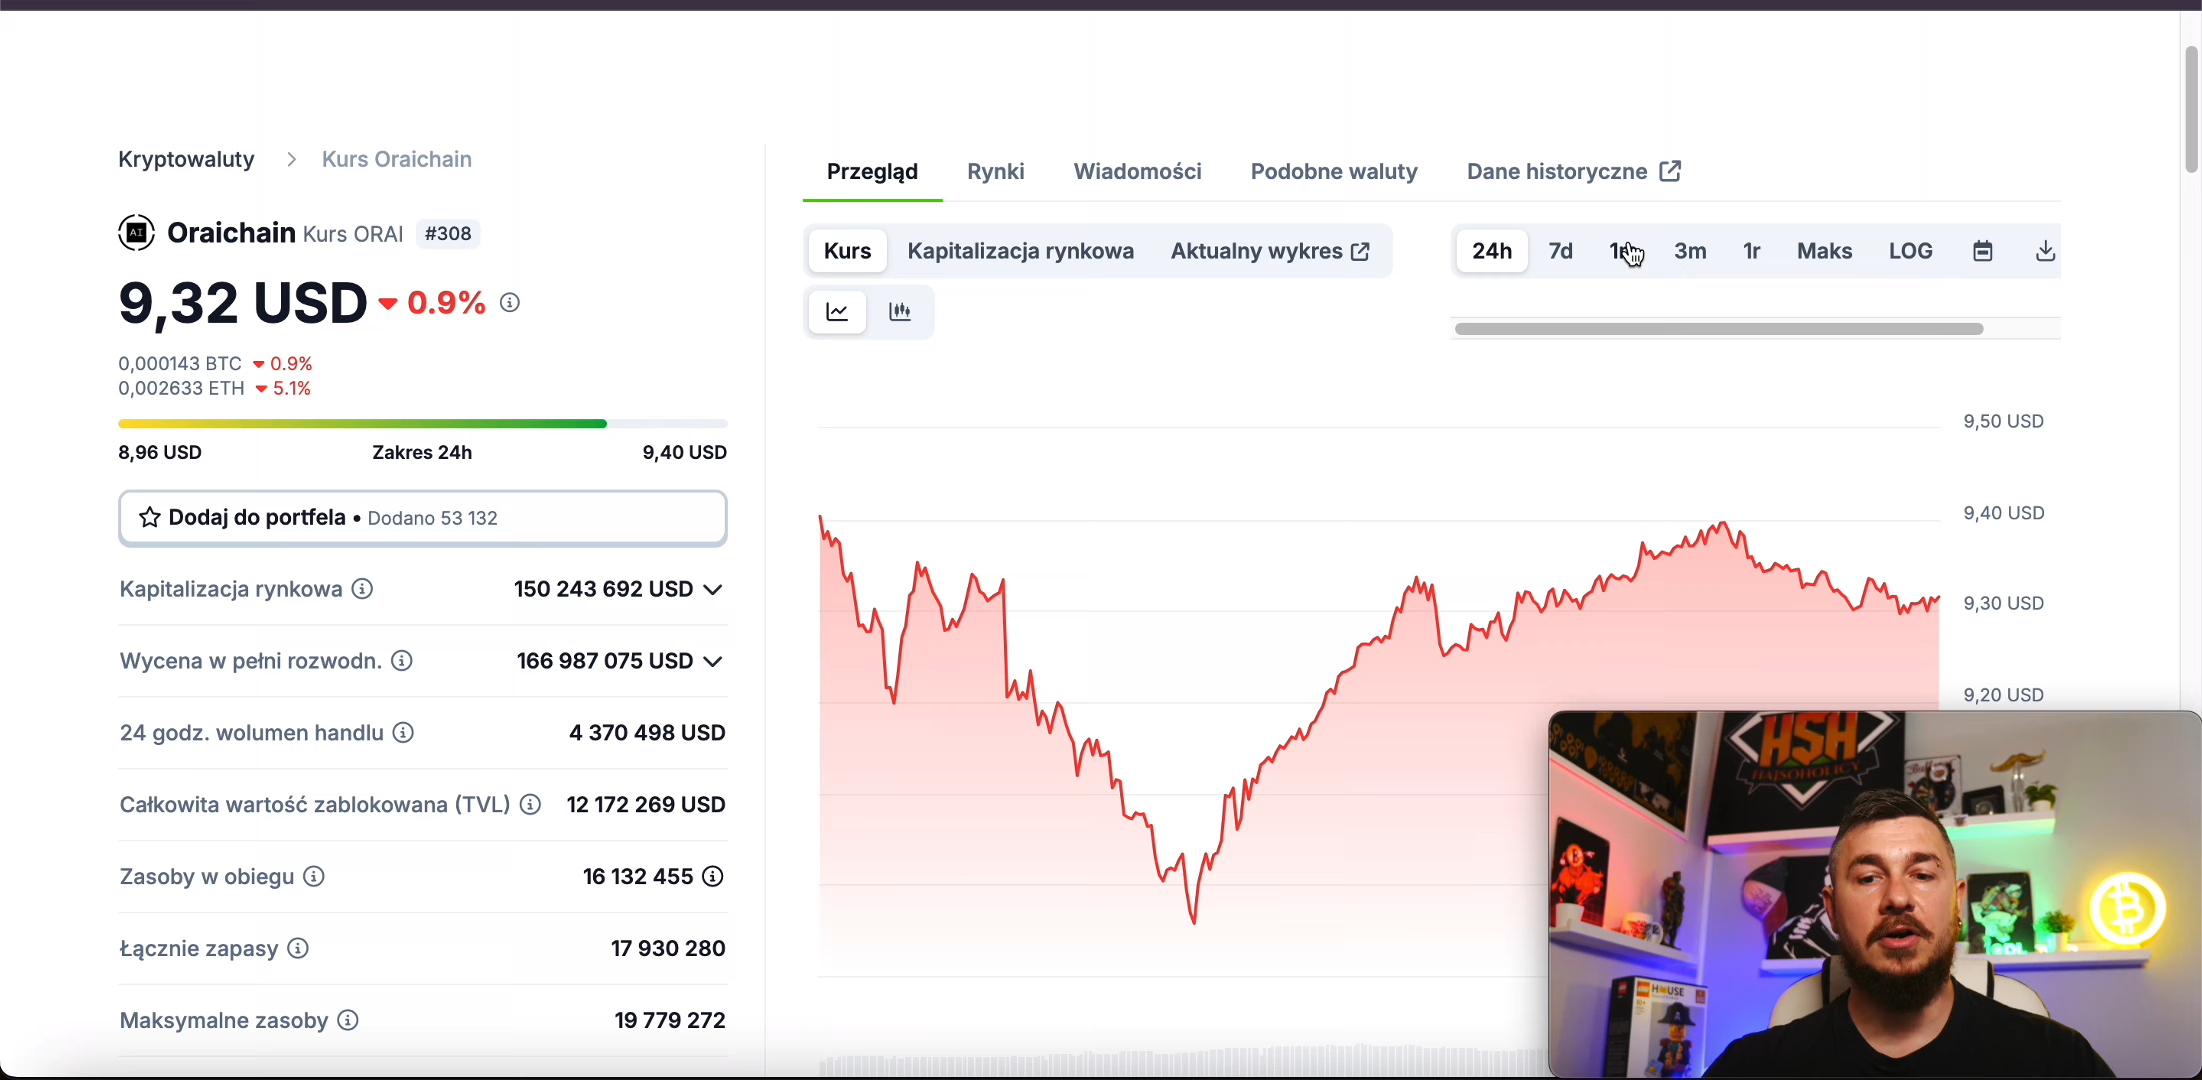 Kryptowaluty > Kurs Oraichain
Oraichain Kurs ORAI #308
9,32 USD 0.9%
0,000143 BTC 0.9%
0,002633 ETH 5.1%
8,96 USD Zakres 24h 9,40 USD
Dodaj do portfela • Dodano 53 132
Kapitalizacja rynkowa 150 243 692 USD
Wycena w pełni rozwodn. 166 987 075 USD
24 godz. wolumen handlu 4 370 498 USD
Całkowita wartość zablokowana (TVL) 12 172 269 USD
Zasoby w obiegu 16 132 455
Łącznie zapasy 17 930 280
Maksymalne zasoby 19 779 272
Przegląd Rynki Wiadomości Podobne waluty Dane historyczne
Kurs Kapitalizacja rynkowa Aktualny wykres
24h 7d 3m 1r Maks LOG
9,50 USD
9,40 USD
9,30 USD
9,20 USD
HSH
HAJSOHOLICY
HOUSE